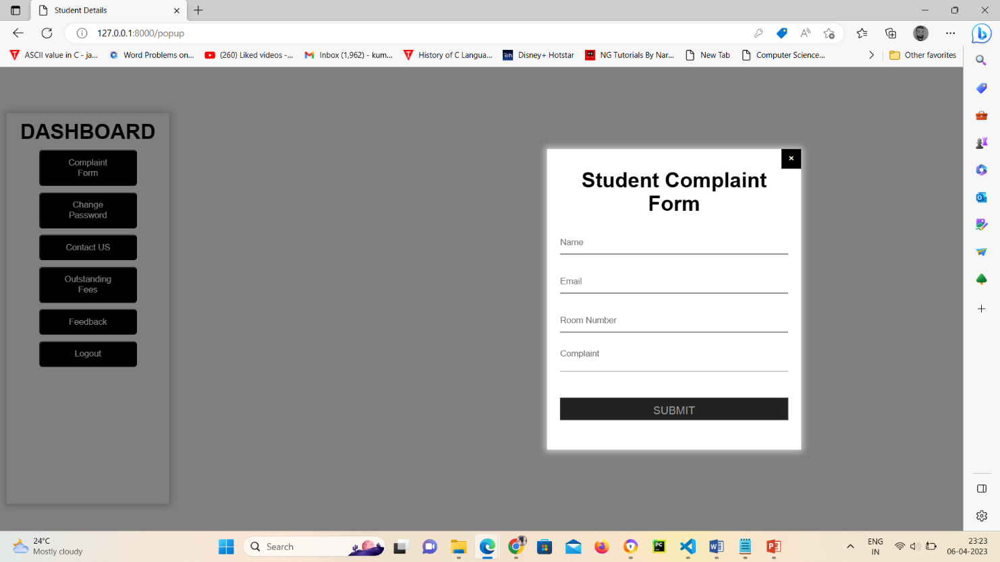 Student Details
127.0.0.1:8000/popup
ASCII value in C - ja...
Word Problems on...
(260) Liked videos -...
Inbox (1,962) - kum...
History of C Langua...
Disney+ Hotstar
NG Tutorials By Nar...
New Tab
Computer Science...
Other favorites
DASHBOARD
Complaint
Form
Change
Password
Contact US
Outstanding
Fees
Feedback
Logout
×
Student Complaint
Form
Name
Email
Room Number
Complaint
SUBMIT
24°C
Mostly cloudy
Search
ENG
IN
23:23
06-04-2023